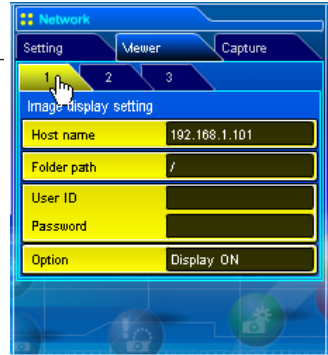 Network
Setting Viewer Capture
1 2 3
Image display setting
Host name 192.168.1.101
Folder path /
User ID
Password
Option Display ON